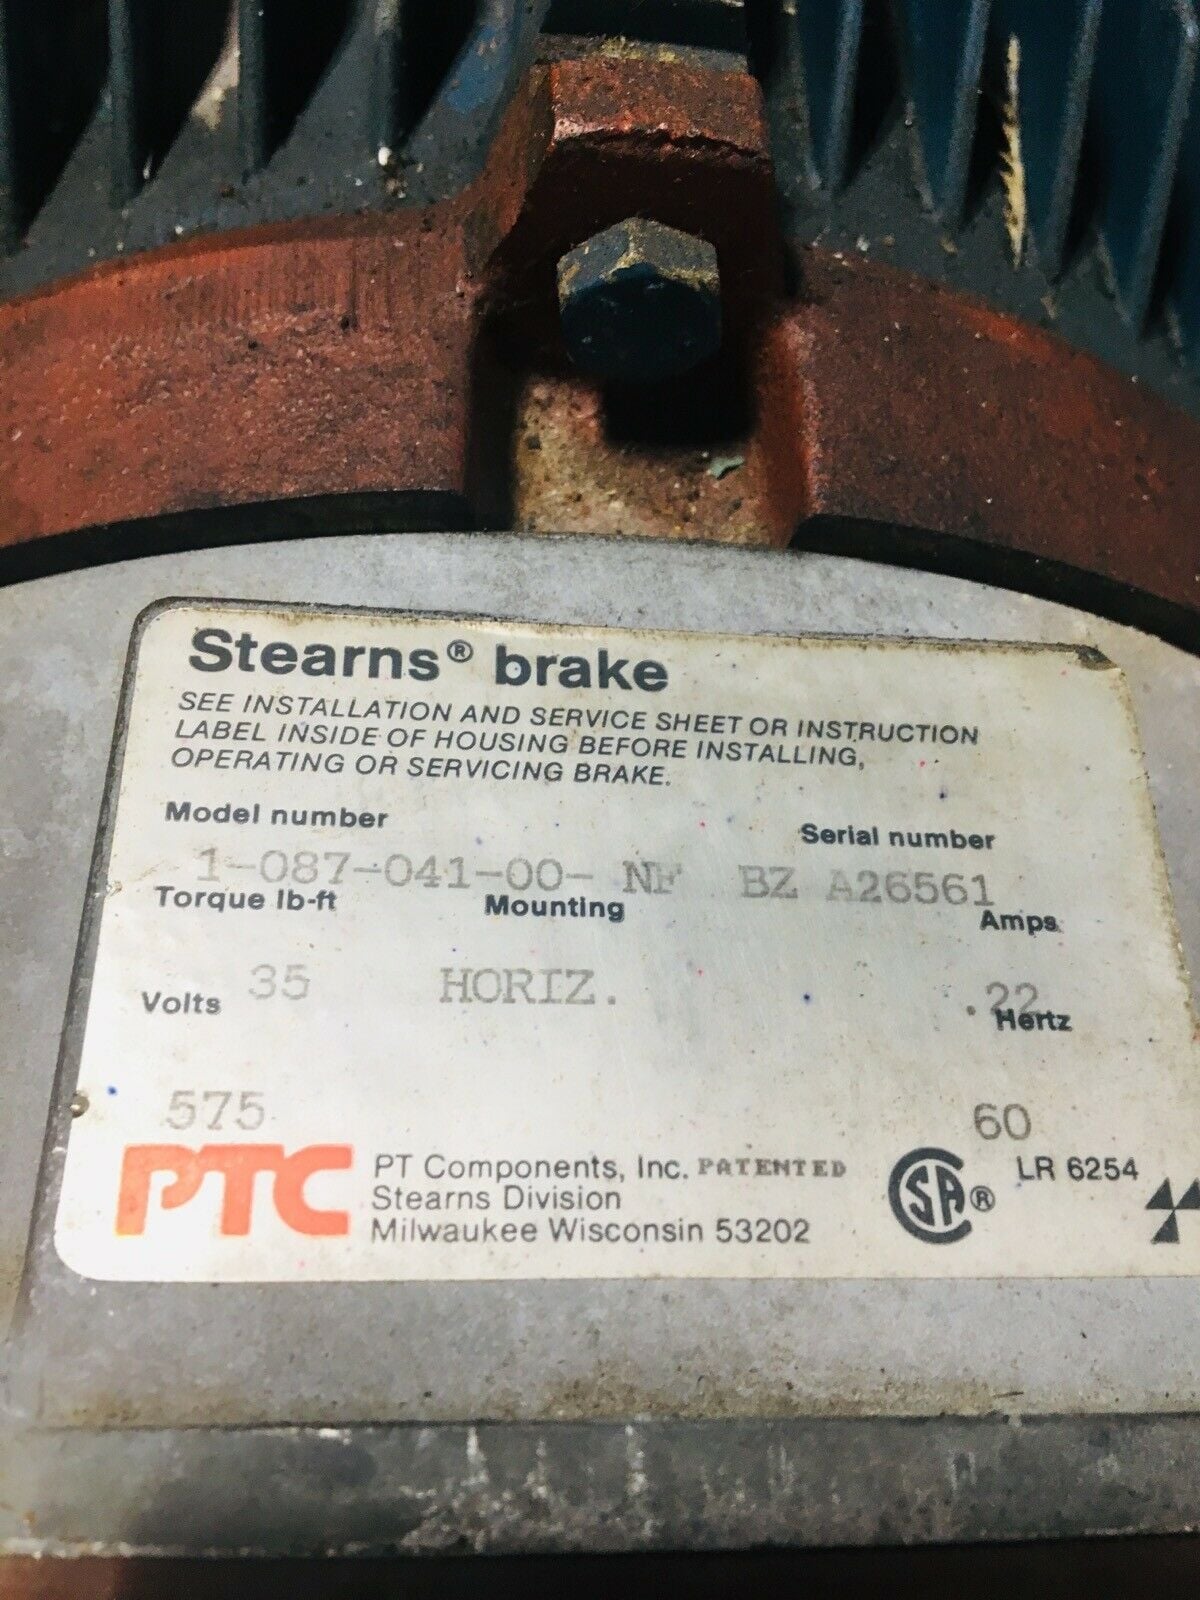 Stearns® brake
SEE INSTALLATION AND SERVICE SHEET OR INSTRUCTION
LABEL INSIDE OF HOUSING BEFORE INSTALLING,
OPERATING OR SERVICING BRAKE.
Model number Serial number
1-087-041-00- NF BZ A26561
Torque lb-ft Mounting Amps
35 HORIZ. .22
Volts Hertz
575 60
PTC PT Components, Inc. PATENTED
Stearns Division
Milwaukee Wisconsin 53202
SA® LR 6254